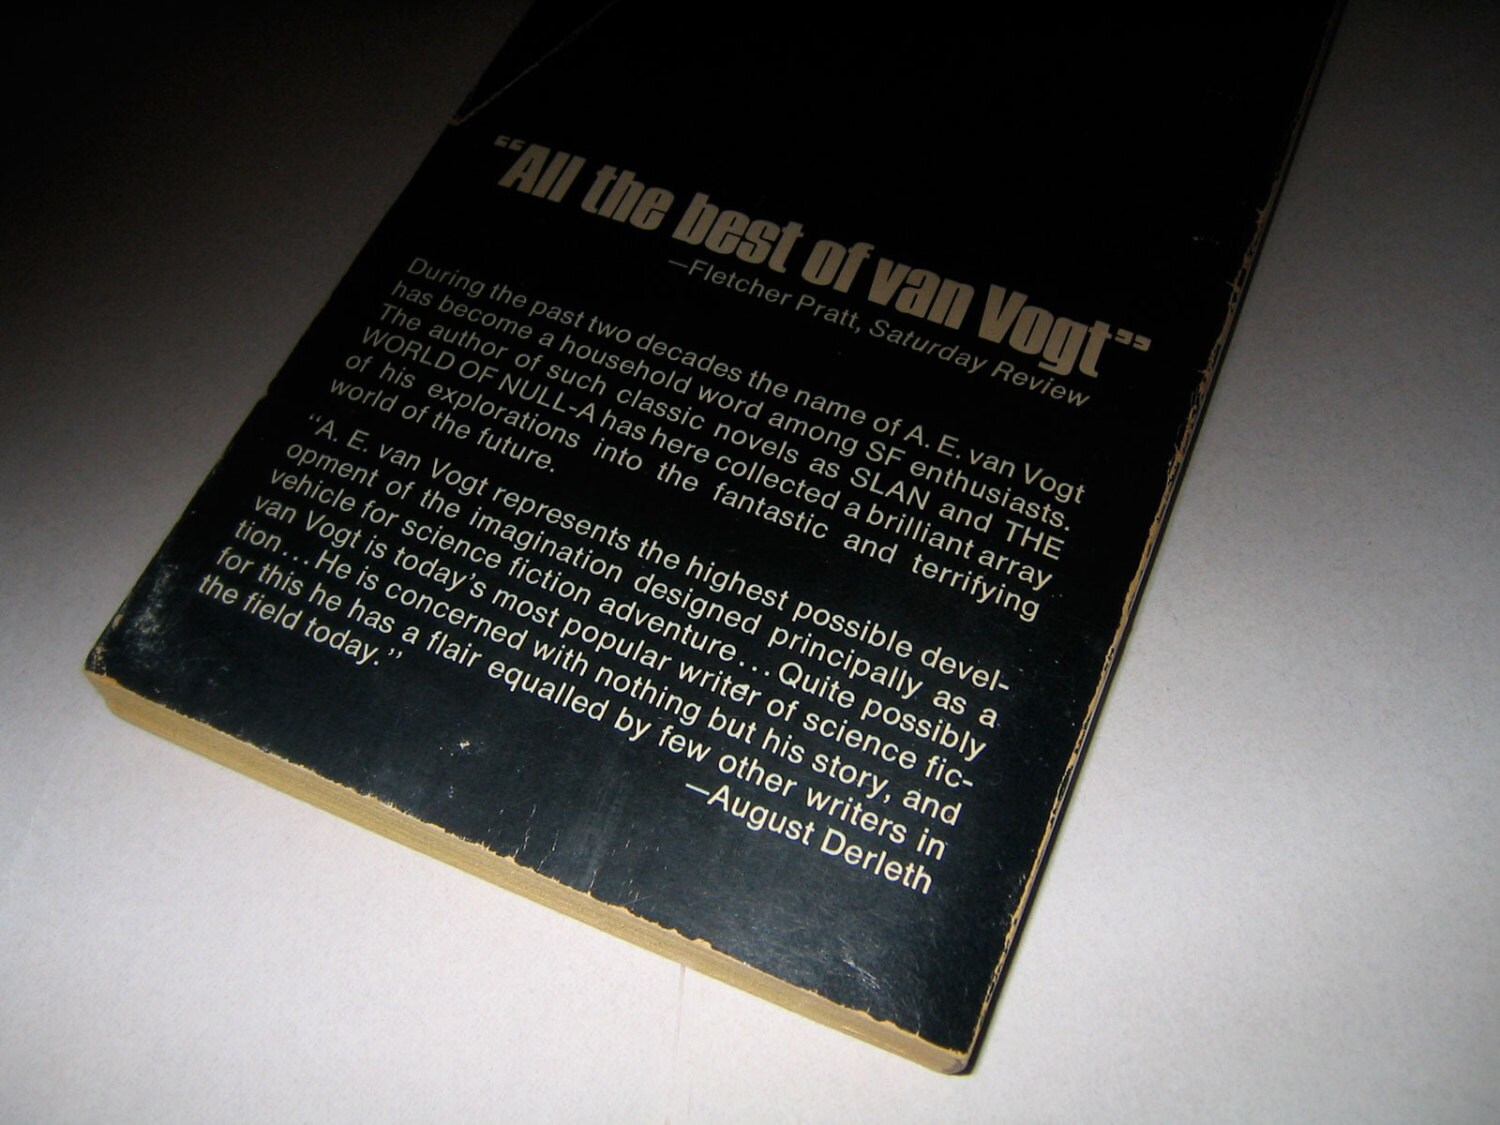 “All the best of van Vogt”
—Fletcher Pratt, Saturday Review
During the past two decades the name of A. E. van Vogt
has become a household word among SF enthusiasts.
The author of such classic novels as SLAN and THE
WORLD OF NULL-A has here collected a brilliant array
of his explorations into the fantastic and terrifying
world of the future.
“A. E. van Vogt represents the highest possible devel-
opment of the imagination designed principally as a
vehicle for science fiction adventure...Quite possibly
van Vogt is today’s most popular writer of science fic-
tion...He is concerned with nothing but his story, and
for this he has a flair equalled by few other writers in
the field today.”
—August Derleth